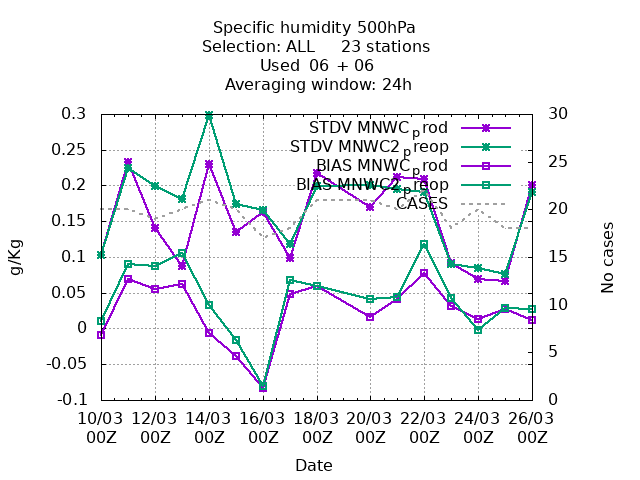 Specific humidity 500hPa
Selection: ALL 23 stations
Used 06 + 06
Averaging window: 24h
0.3
0.25
0.2
0.15
0.1
0.05
0
-0.05
-0.1
30
25
20
15
10
5
0
STDV MNWC_prod
STDV MNWC2_preop
BIAS MNWC_prod
BIAS MNWC2_preop
CASES
g/Kg
No cases
10/03 12/03 14/03 16/03 18/03 20/03 22/03 24/03 26/03
00Z 00Z 00Z 00Z 00Z 00Z 00Z 00Z 00Z
Date